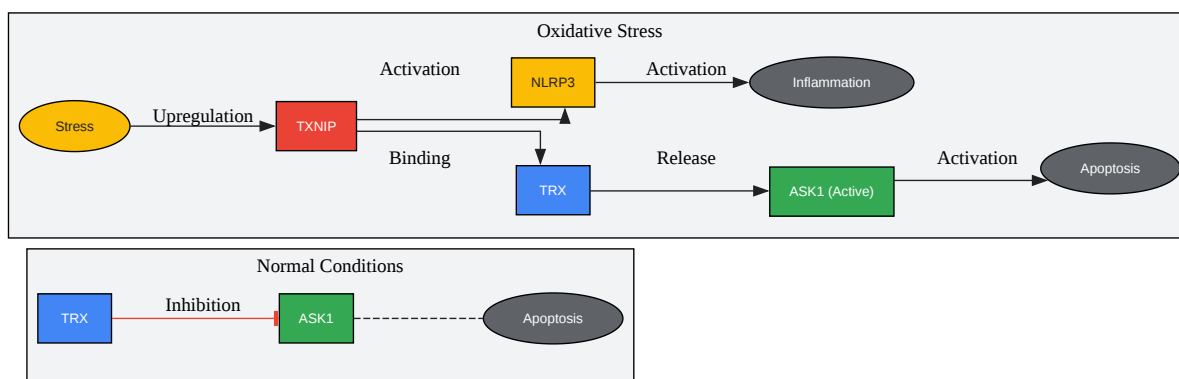 Oxidative Stress
Activation
NLRP3
Activation
Inflammation
Stress
Upregulation
TXNIP
Binding
TRX
Release
ASK1 (Active)
Activation
Apoptosis
Normal Conditions
TRX
Inhibition
ASK1
Apoptosis